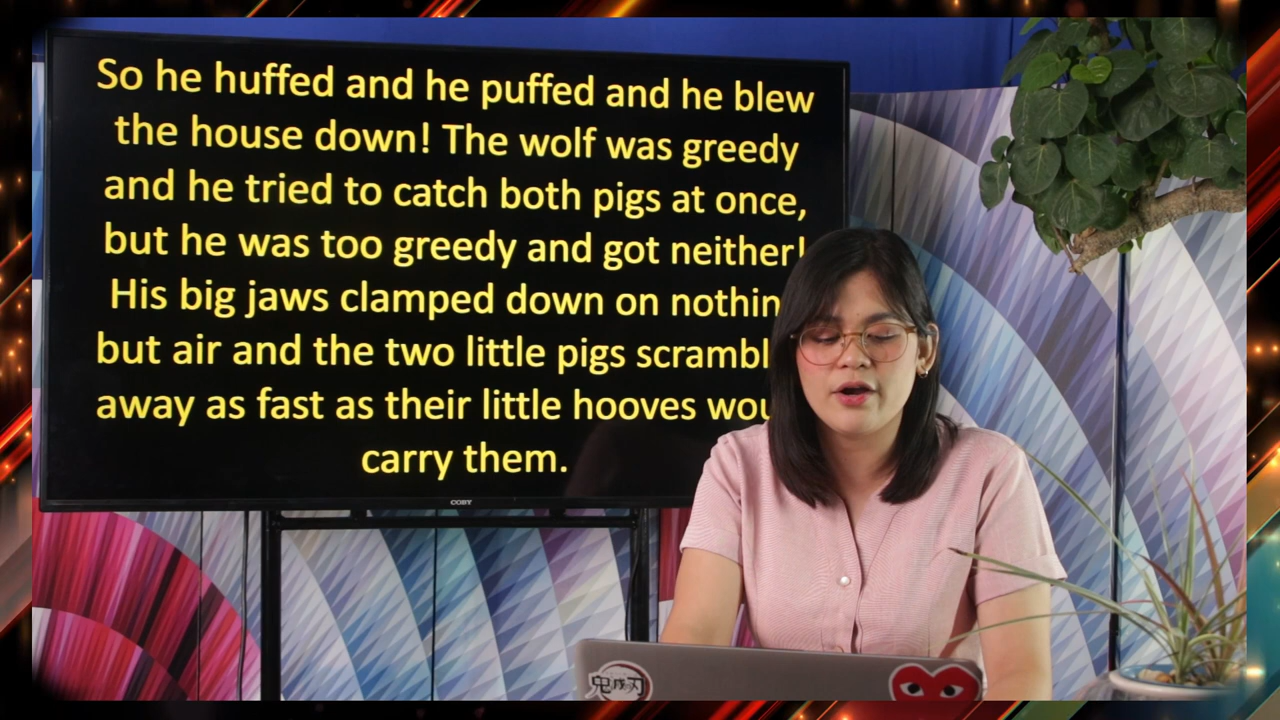 So he huffed and he puffed and he blew
the house down! The wolf was greedy
and he tried to catch both pigs at once,
but he was too greedy and got neither!
His big jaws clamped down on nothin
but air and the two little pigs scrambl
away as fast as their little hooves wou
carry them.
COBY